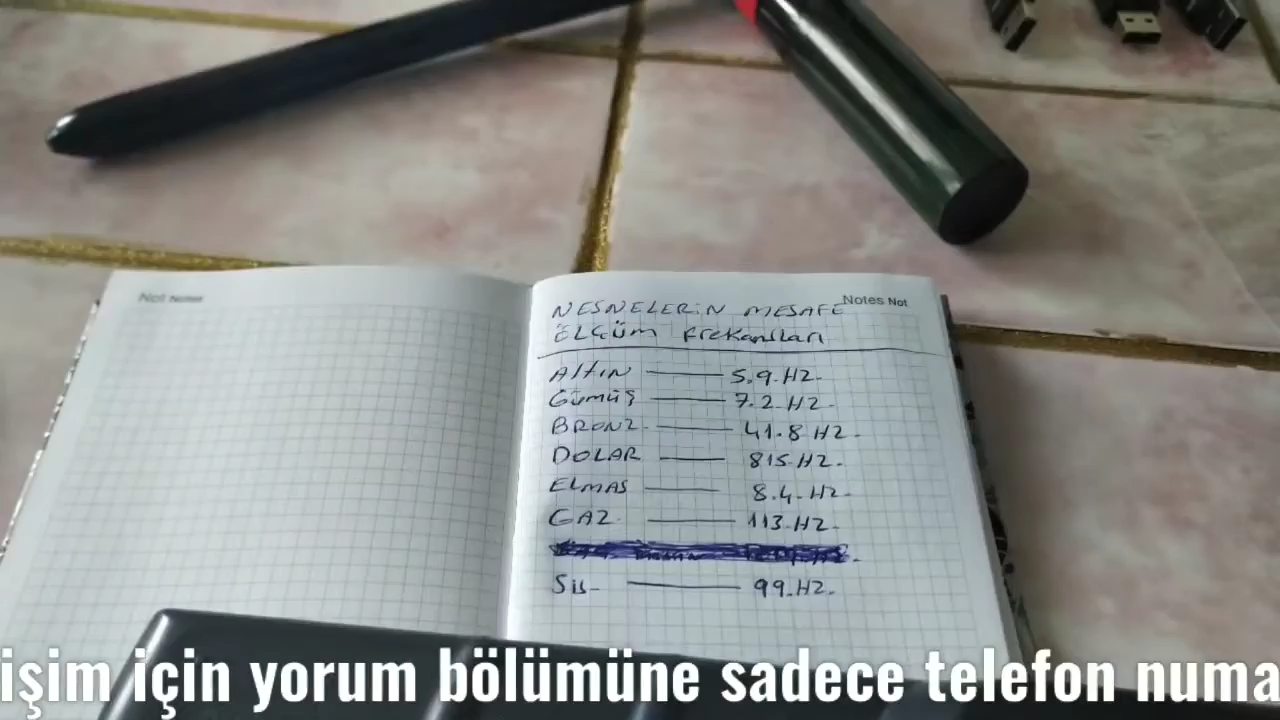 Not Notes
Notes Not
NESNELERİN MESAFE
ÖLÇÜM frekansları
Altın — 5.9.HZ.
Gümüş — 7.2.HZ.
BRONZ. — 41.8 HZ.
DOLAR — 815.HZ.
ELMAS — 8.4.HZ.
GAZ. — 113.HZ.
Sis — 99.HZ.
işim için yorum bölümüne sadece telefon numa